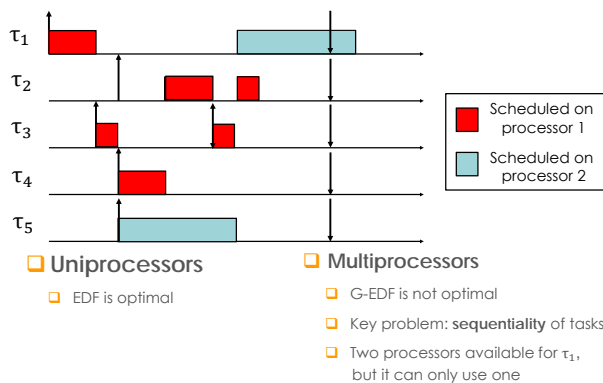 τ1
τ2
τ3
τ4
τ5
Scheduled on
processor 1
Scheduled on
processor 2
Uniprocessors
EDF is optimal
Multiprocessors
G-EDF is not optimal
Key problem: sequentiality of tasks
Two processors available for τ1,
but it can only use one